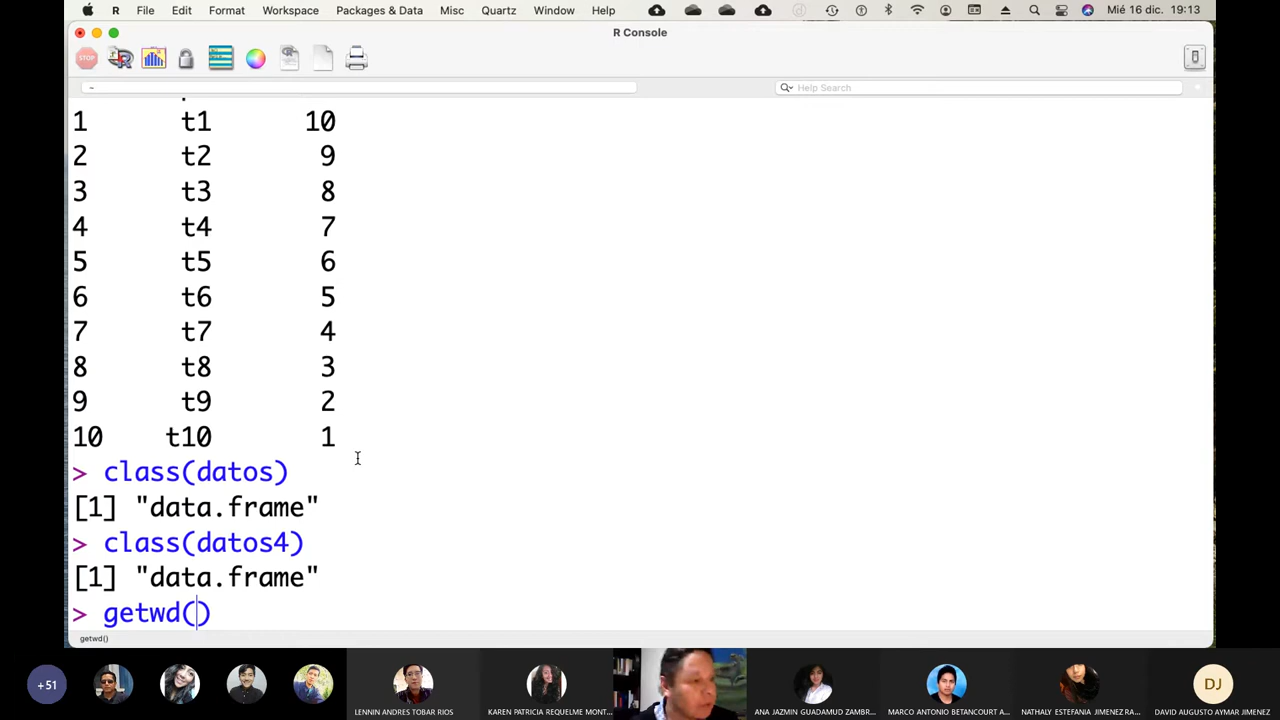 R File Edit Format Workspace Packages & Data Misc Quartz Window Help Mié 16 dic. 19:13
R Console
STOP
~ Help Search
1 t1 10
2 t2 9
3 t3 8
4 t4 7
5 t5 6
6 t6 5
7 t7 4
8 t8 3
9 t9 2
10 t10 1
> class(datos)
[1] "data.frame"
> class(datos4)
[1] "data.frame"
> getwd()
getwd()
+51
LENNIN ANDRES TOBAR RIOS
KAREN PATRICIA REQUELME MONT...
ANA JAZMIN GUADAMUD ZAMBR...
MARCO ANTONIO BETANCOURT A...
NATHALY ESTEFANIA JIMENEZ RA...
DJ
DAVID AUGUSTO AYMAR JIMENEZ